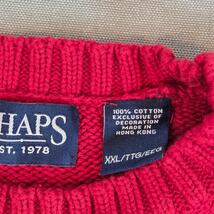 HAPS
EST. 1978
100% COTTON
EXCLUSIVE OF
DECORATION
MADE IN
HONG KONG
XXL/TTG/EEG